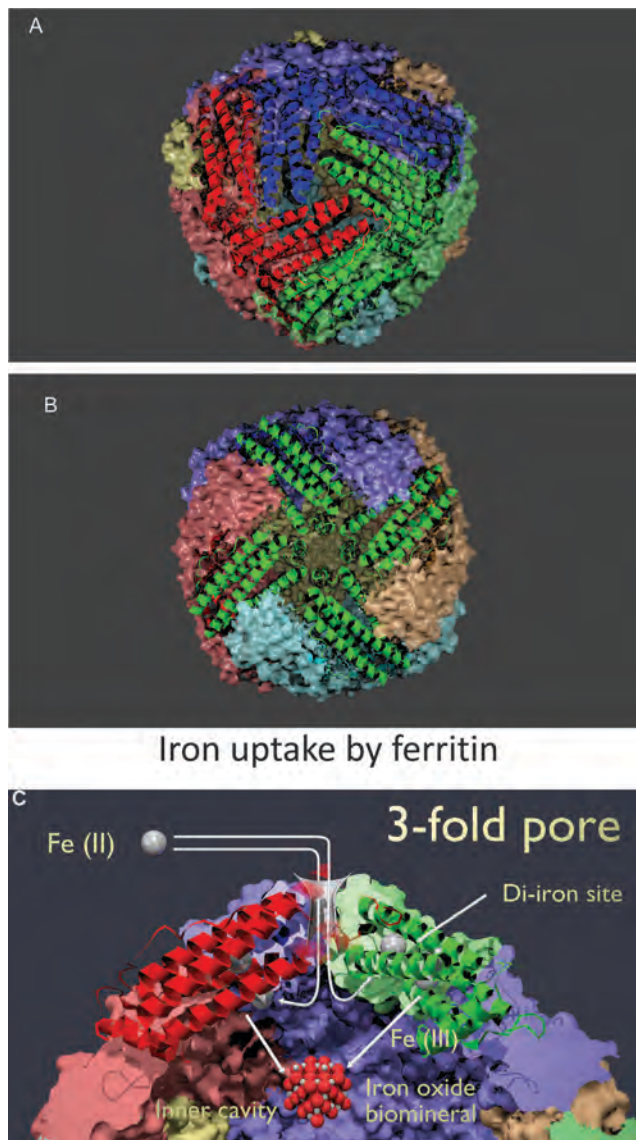 A
B
Iron uptake by ferritin
C
3-fold pore
Fe (II)
Di-iron site
Fe (III)
Inner cavity
Iron oxide
biomineral